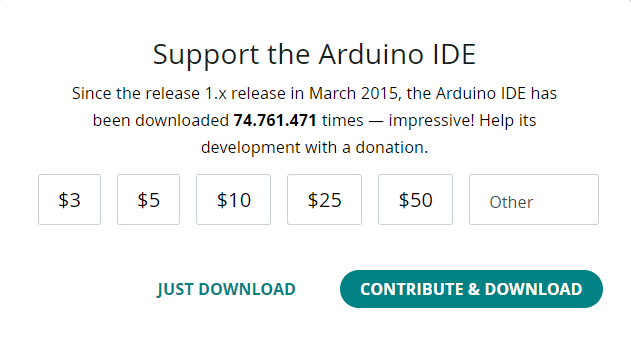 Support the Arduino IDE
Since the release 1.x release in March 2015, the Arduino IDE has
been downloaded 74.761.471 times — impressive! Help its
development with a donation.
$3 $5 $10 $25 $50 Other
JUST DOWNLOAD CONTRIBUTE & DOWNLOAD